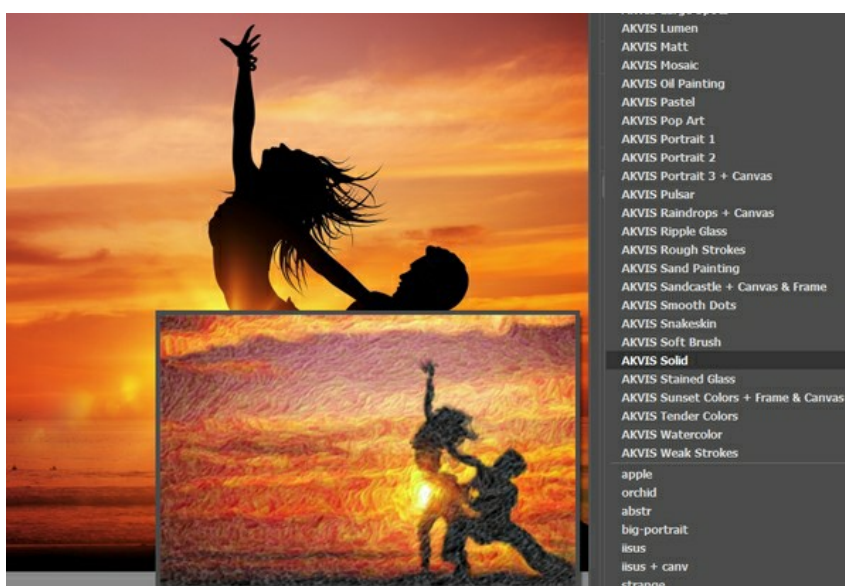 AKVIS Lumen
AKVIS Matt
AKVIS Mosaic
AKVIS Oil Painting
AKVIS Pastel
AKVIS Pop Art
AKVIS Portrait 1
AKVIS Portrait 2
AKVIS Portrait 3 + Canvas
AKVIS Pulsar
AKVIS Raindrops + Canvas
AKVIS Ripple Glass
AKVIS Rough Strokes
AKVIS Sand Painting
AKVIS Sandcastle + Canvas & Frame
AKVIS Smooth Dots
AKVIS Snakeskin
AKVIS Soft Brush
AKVIS Solid
AKVIS Stained Glass
AKVIS Sunset Colors + Frame & Canvas
AKVIS Tender Colors
AKVIS Watercolor
AKVIS Weak Strokes
apple
orchid
abstr
big-portrait
iisus
iisus + canv
strange